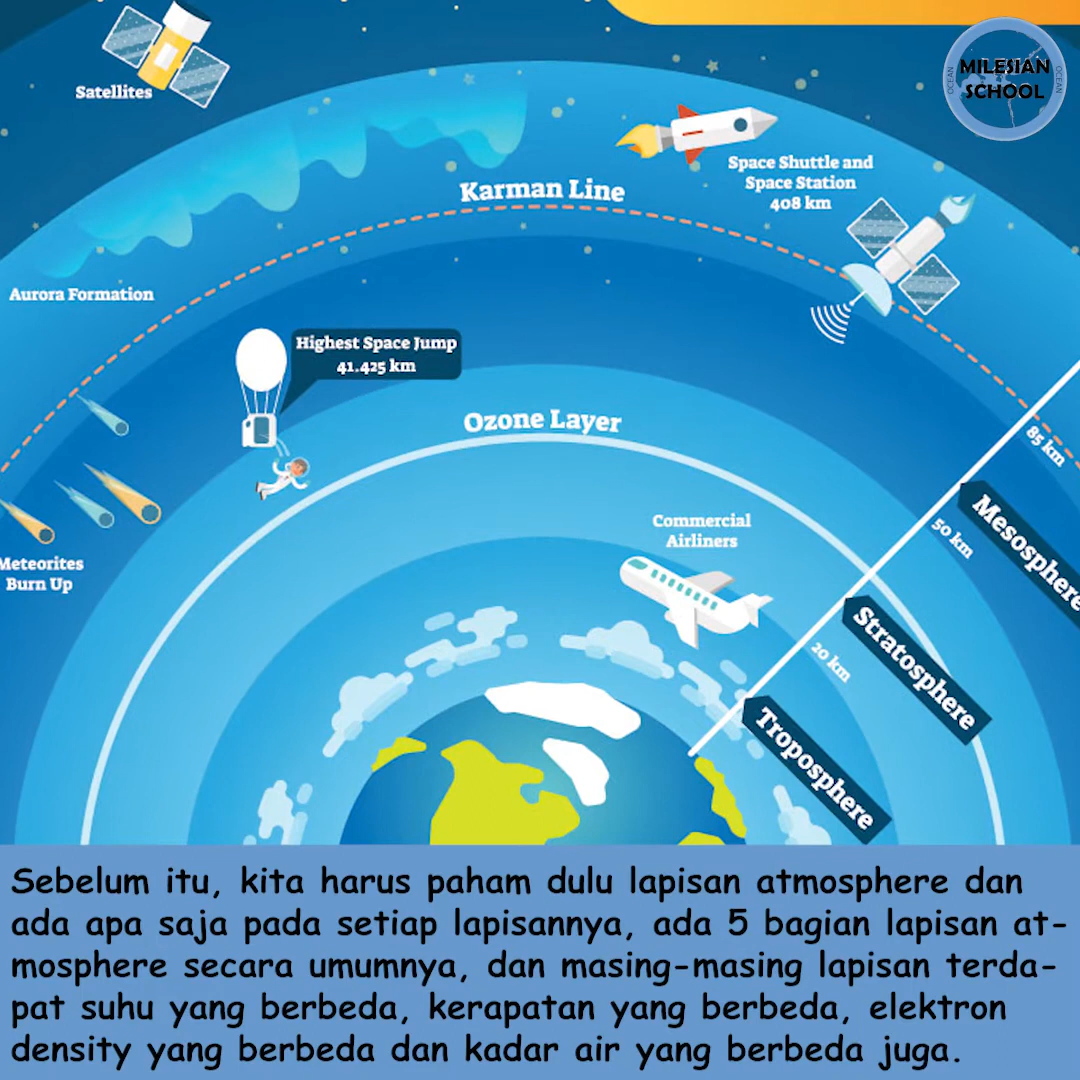 MILESIAN
SCHOOL
OCEAN
OCEAN
Satellites
Karman Line
Space Shuttle and
Space Station
408 km
Aurora Formation
Highest Space Jump
41.425 km
Ozone Layer
85 km
Mesosphere
50 km
Commercial
Airliners
Meteorites
Burn Up
Stratosphere
20 km
Troposphere
Sebelum itu, kita harus paham dulu lapisan atmosphere dan
ada apa saja pada setiap lapisannya, ada 5 bagian lapisan at-
mosphere secara umumnya, dan masing-masing lapisan terda-
pat suhu yang berbeda, kerapatan yang berbeda, elektron
density yang berbeda dan kadar air yang berbeda juga.